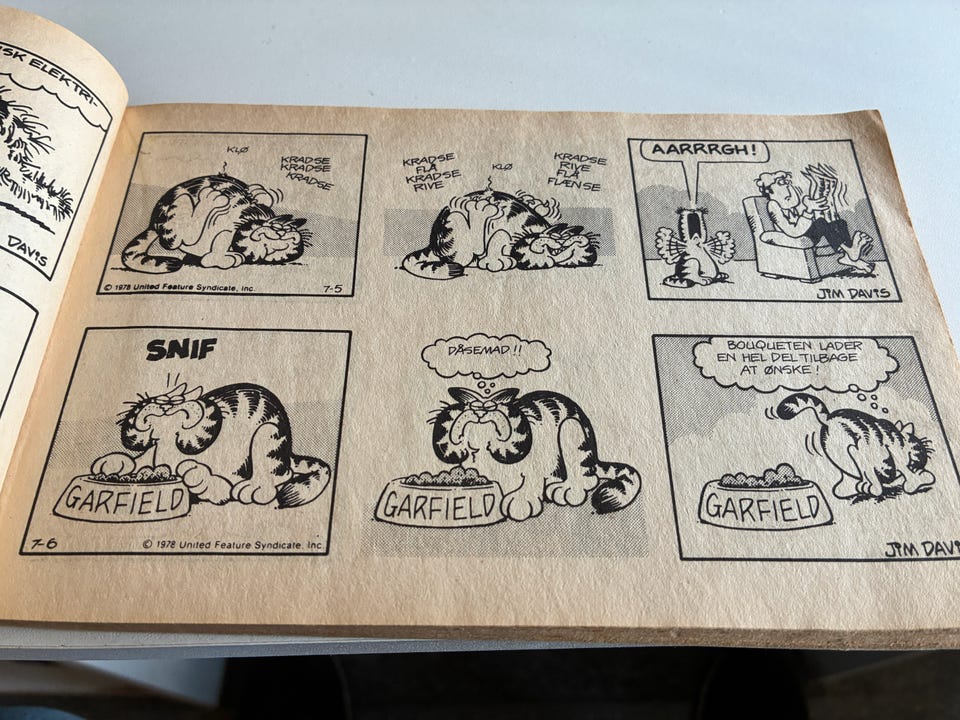 SK ELEKTRI-
DAVIS
KLØ
KRADSE
KRADSE
KRADSE
© 1978 United Feature Syndicate, Inc.
7-5
KRADSE
FLÅ
KRADSE
RIVE
KLØ
KRADSE
RIVE
FLÅ
FLÆNSE
AARRRGH!
JIM DAVIS
SNIF
GARFIELD
7-6
© 1978 United Feature Syndicate, Inc.
DÅSEMAD!!
GARFIELD
BOUQUETEN LADER
EN HEL DEL TILBAGE
AT ØNSKE!
GARFIELD
JIM DAVIS